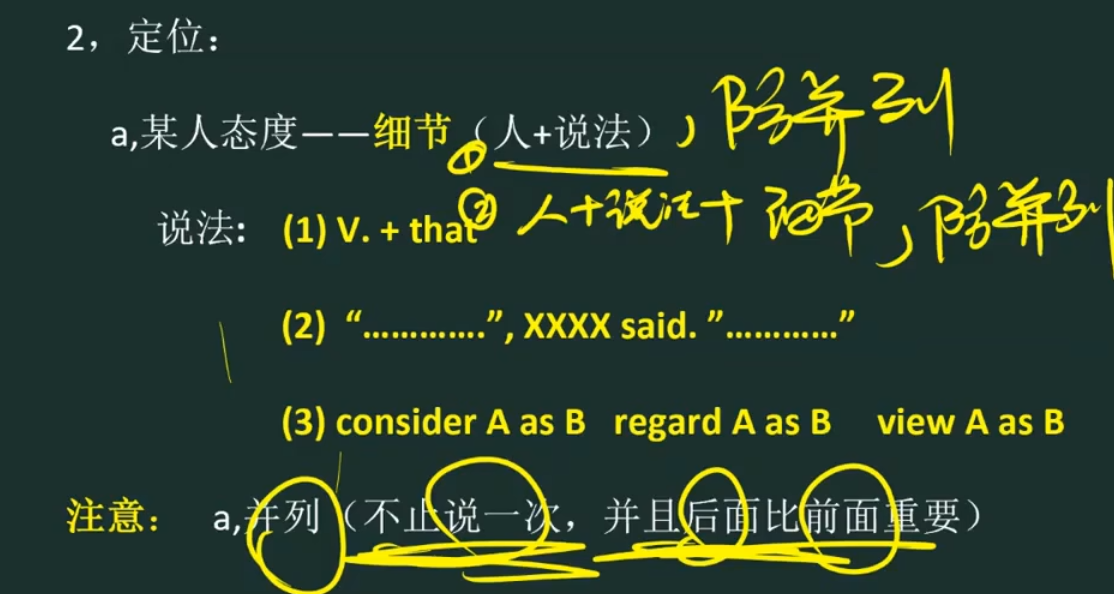 2，定位：
a,某人态度——细节（人+说法），防并列
①
② 人+说法+细节，防并列
说法: (1) V. + that
(2) “………….”, XXXX said. ”…………”
(3) consider A as B regard A as B view A as B
注意： a,并列（不止说一次，并且后面比前面重要）